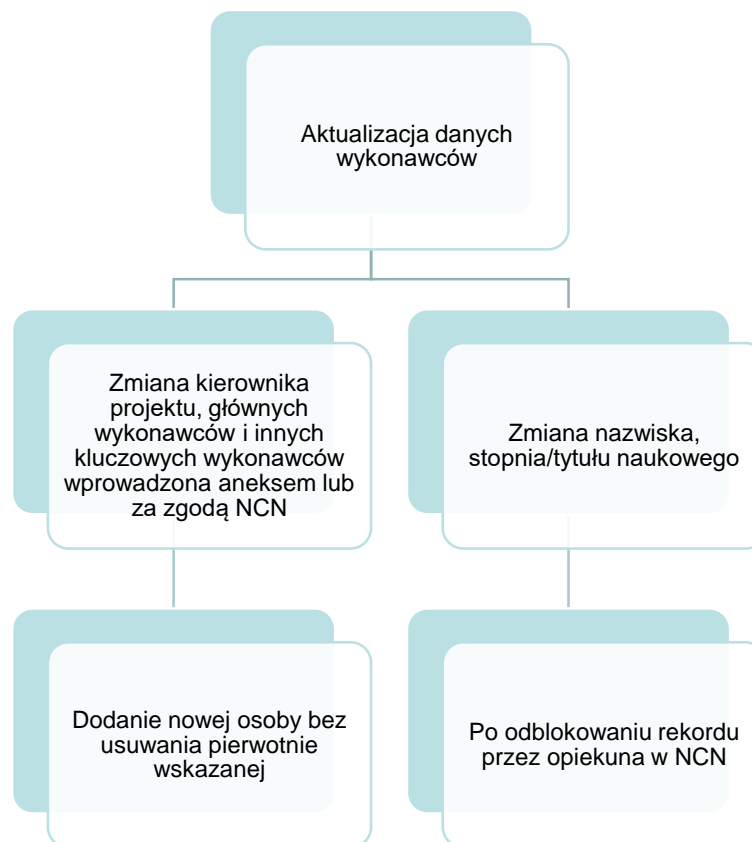 Aktualizacja danych
wykonawców
Zmiana kierownika
projektu, głównych
wykonawców i innych
kluczowych wykonawców
wprowadzona aneksem lub
za zgodą NCN
Zmiana nazwiska,
stopnia/tytułu naukowego
Dodanie nowej osoby bez
usuwania pierwotnie
wskazanej
Po odblokowaniu rekordu
przez opiekuna w NCN